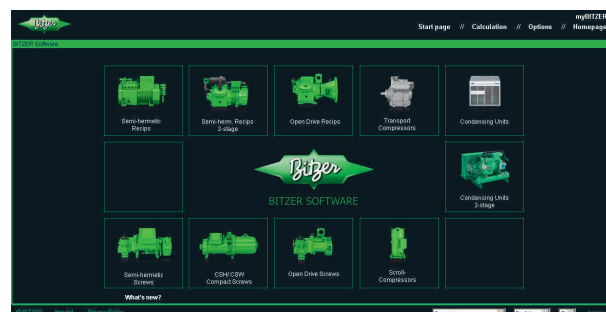 Bitzer
myBITZER
Start page // Calculation // Options // Homepage
BITZER Software
Semi-hermetic
Recips
Semi-herm. Recips
2-stage
Open Drive Recips
Transport
Compressors
Condensing Units
Bitzer
BITZER SOFTWARE
Condensing Units
2-stage
Semi-hermetic
Screws
CSH/ CSW
Compact Screws
Open Drive Screws
Scroll-
Compressors
What's new?